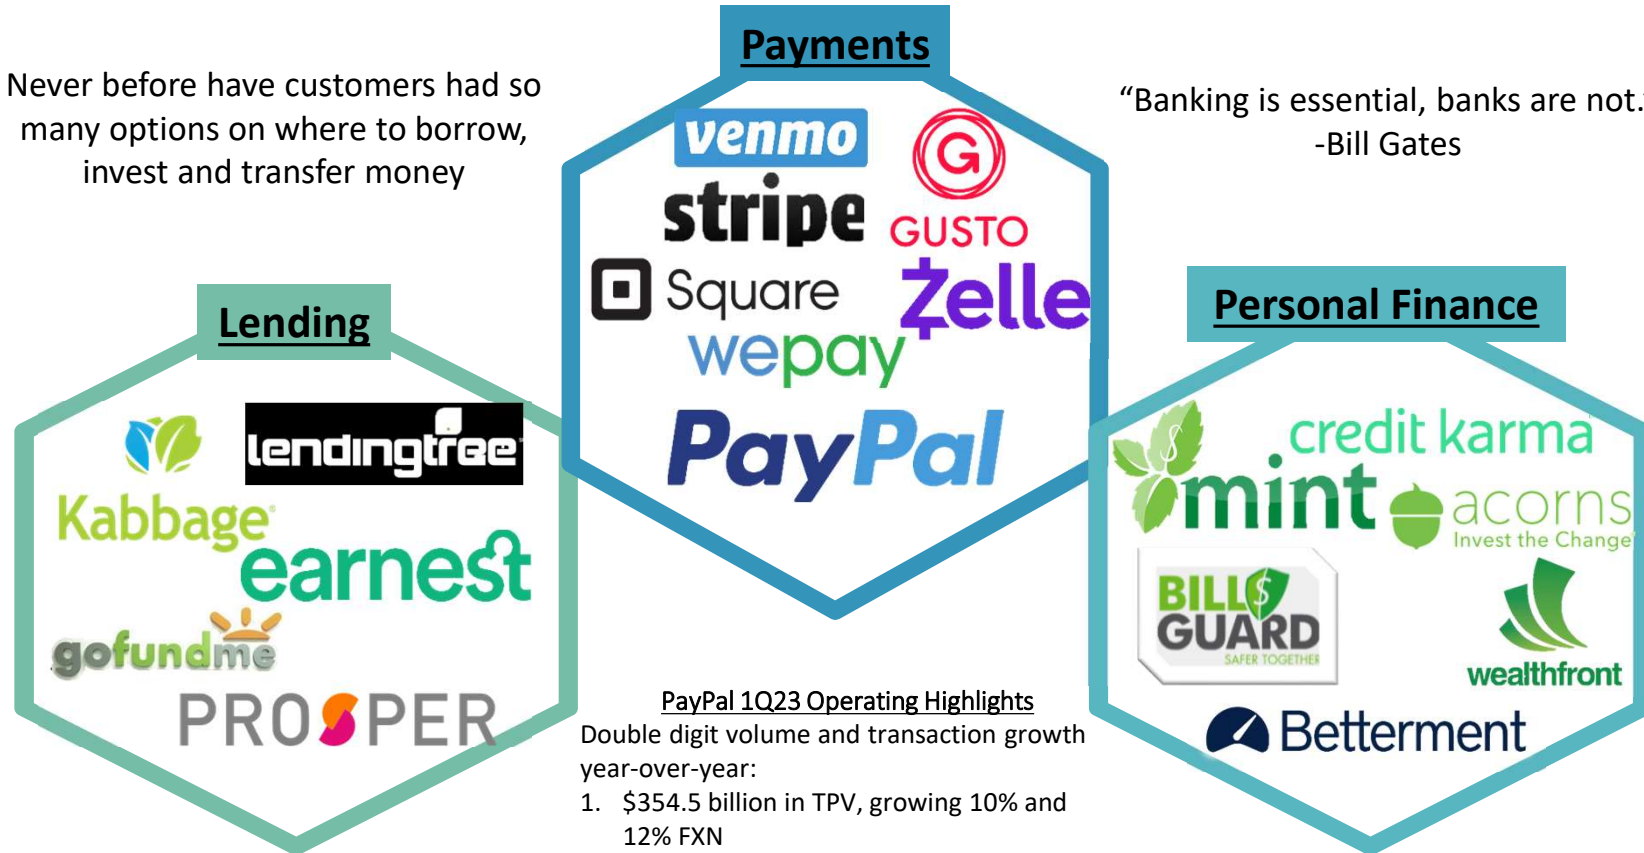 Payments
Never before have customers had so
many options on where to borrow,
invest and transfer money
“Banking is essential, banks are not.”
-Bill Gates
venmo
G
GUSTO
stripe
Square
Zelle
wepay
PayPal
Lending
lendingtree
Kabbage®
earnest
gofundme
PROSPER
Personal Finance
credit karma
mint
acorns
Invest the Change
BILL GUARD
SAFER TOGETHER
wealthfront
Betterment
PayPal 1Q23 Operating Highlights
Double digit volume and transaction growth
year-over-year:
1. $354.5 billion in TPV, growing 10% and
12% FXN